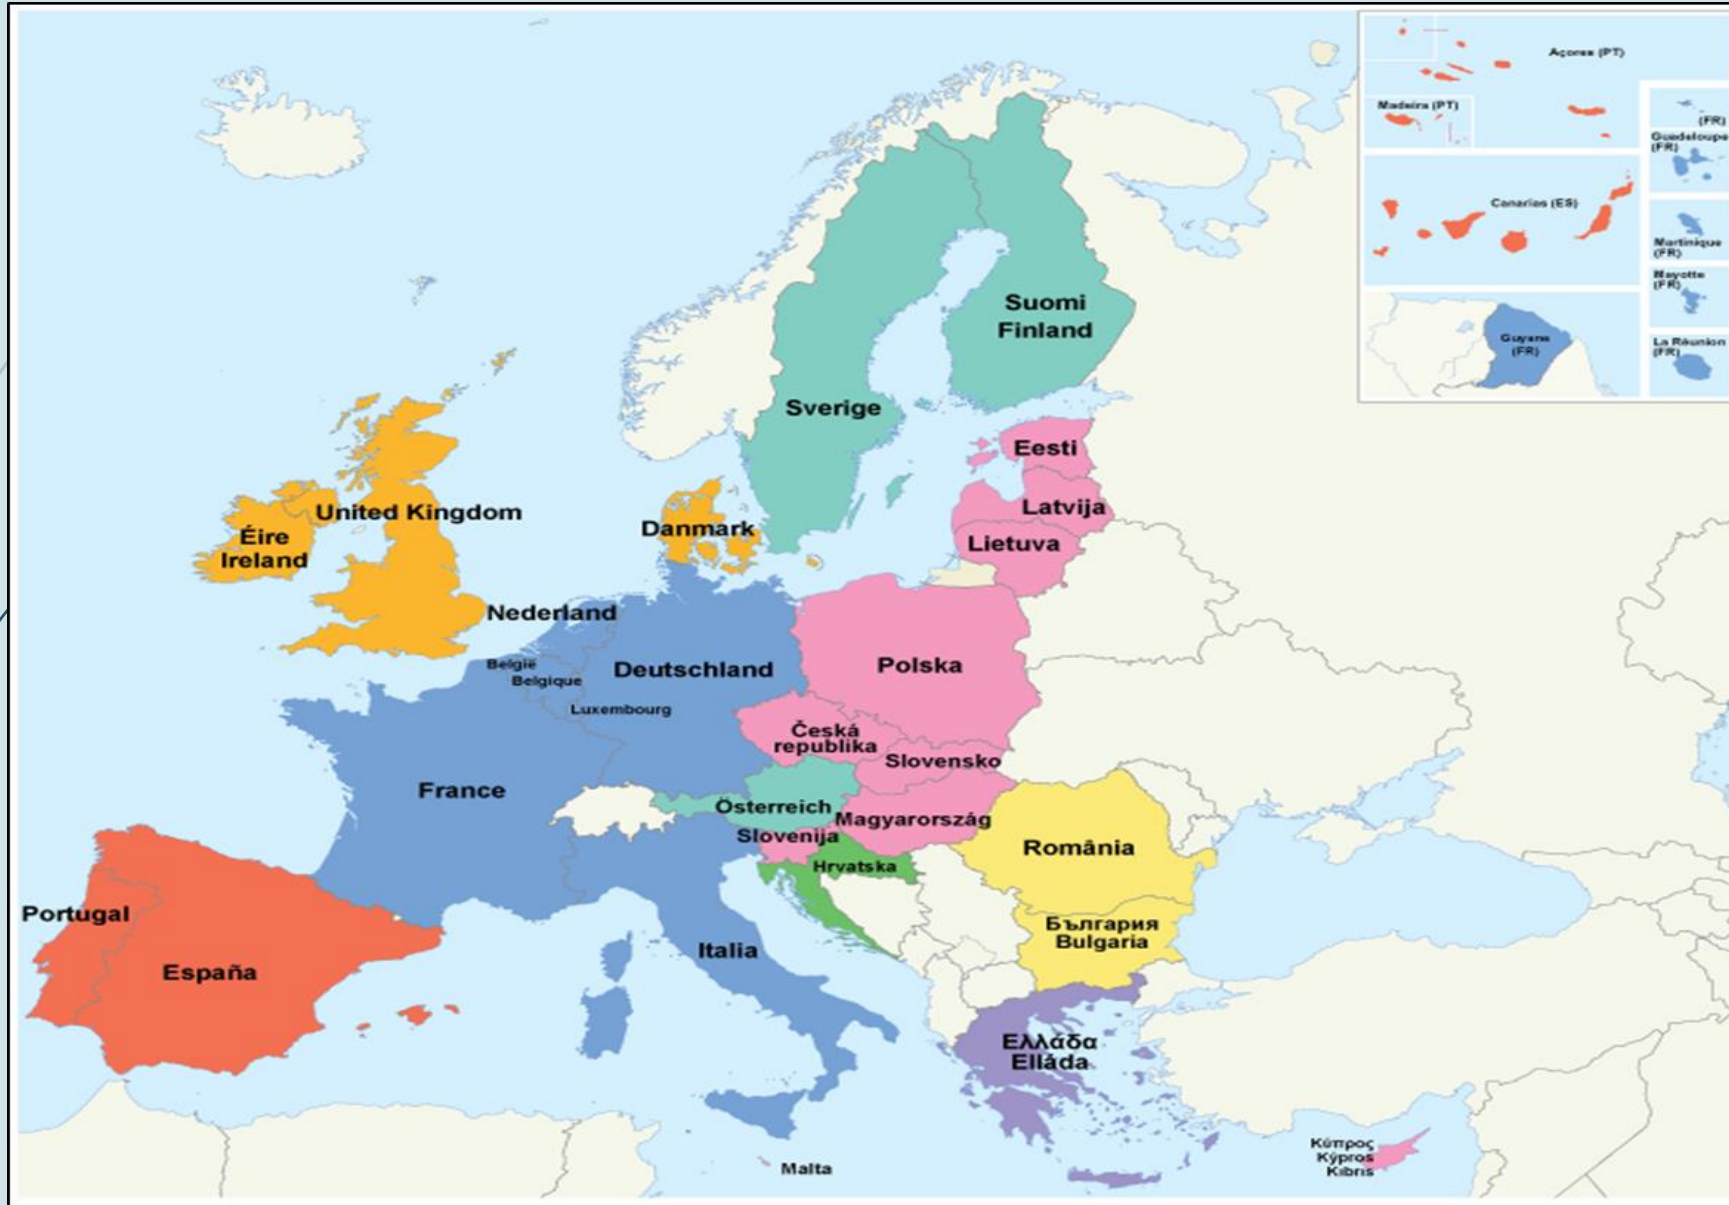 Açores (PT)
Madeira (PT)
(FR)
Guadeloupe
(FR)
Canarias (ES)
Martinique
(FR)
Mayotte
(FR)
Guyane
(FR)
La Réunion
(FR)
Suomi
Finland
Sverige
Eesti
Latvija
Lietuva
United Kingdom
Éire
Ireland
Danmark
Nederland
België
Belgique
Luxembourg
Deutschland
Polska
Česká
republika
Slovensko
France
Österreich
Magyarország
Slovenija
Hrvatska
România
България
Bulgaria
Portugal
España
Italia
Ελλάδα
Elláda
Malta
Κύπρος
Kýpros
Kıbrıs